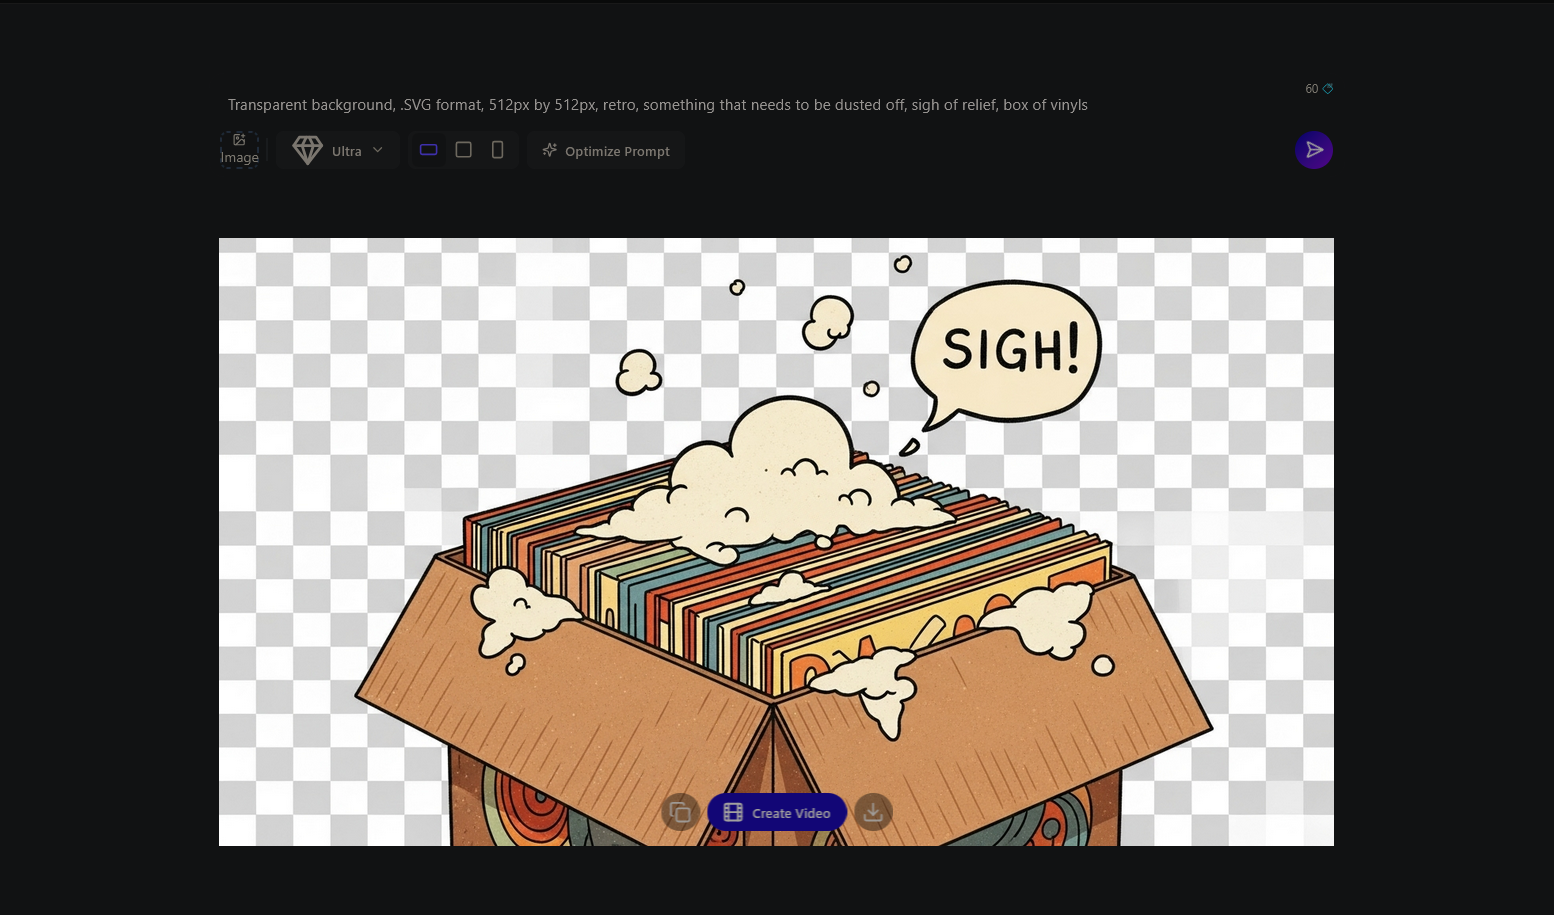 60
Transparent background, .SVG format, 512px by 512px, retro, something that needs to be dusted off, sigh of relief, box of vinyls
Image
Ultra
Optimize Prompt
SIGH!
Create Video